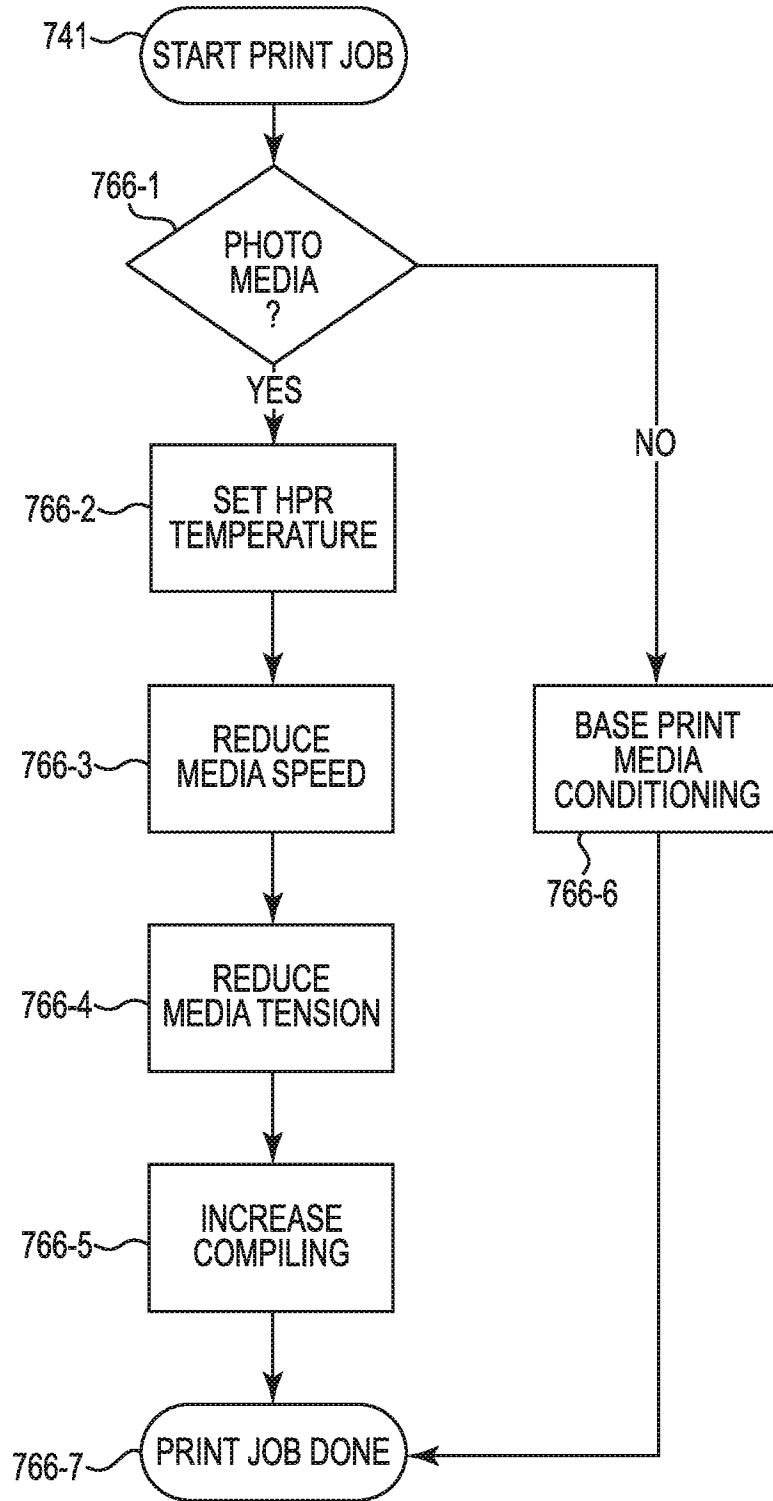 741
START PRINT JOB
766-1
PHOTO
MEDIA
?
YES
NO
766-2
SET HPR
TEMPERATURE
766-3
REDUCE
MEDIA SPEED
BASE PRINT
MEDIA
CONDITIONING
766-6
766-4
REDUCE
MEDIA TENSION
766-5
INCREASE
COMPILING
766-7
PRINT JOB DONE